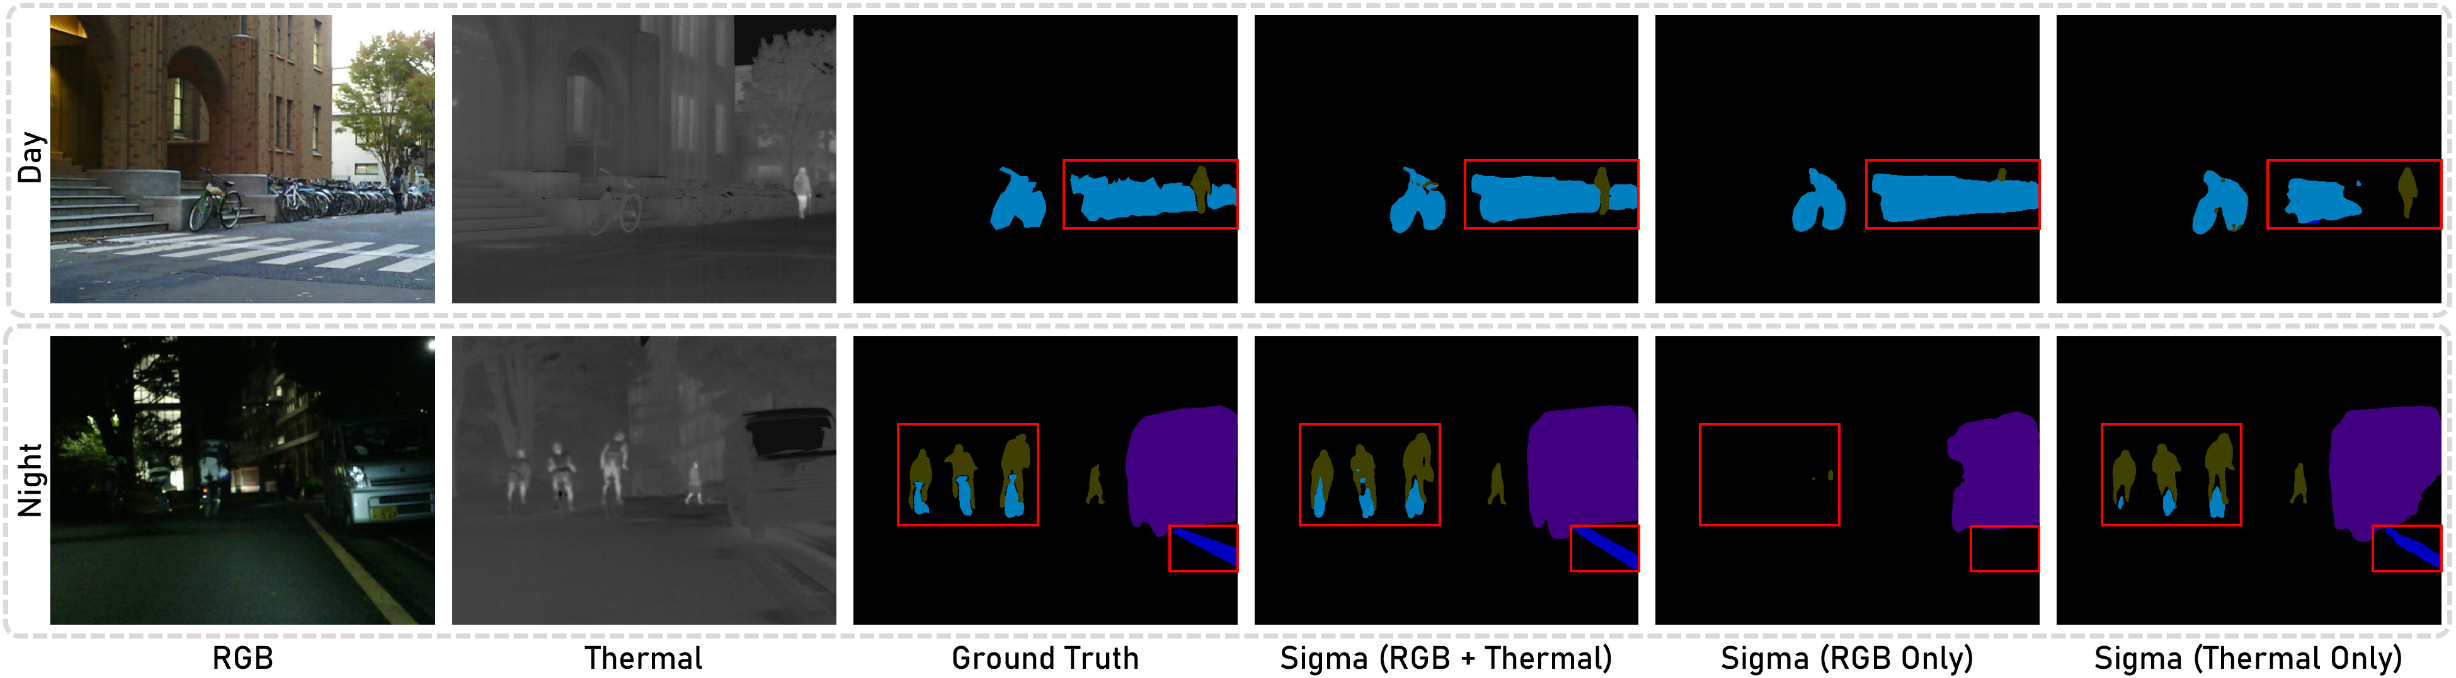 Day
Night
RGB
Thermal
Ground Truth
Sigma (RGB + Thermal)
Sigma (RGB Only)
Sigma (Thermal Only)